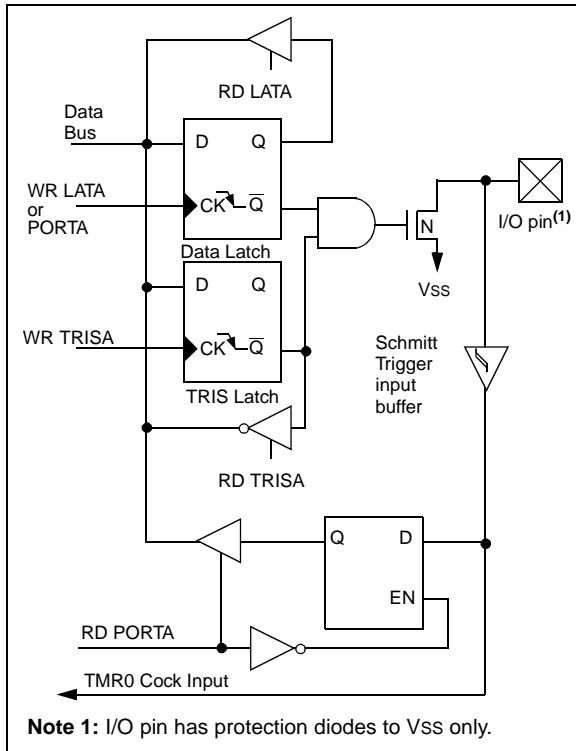 RD LATA
Data
Bus
D Q
WR LATA
or
PORTA
CK Q
N
I/O pin(1)
Data Latch
VSS
D Q
WR TRISA
CK Q
Schmitt
Trigger
input
buffer
TRIS Latch
RD TRISA
Q D
EN
RD PORTA
TMR0 Cock Input
Note 1: I/O pin has protection diodes to VSS only.